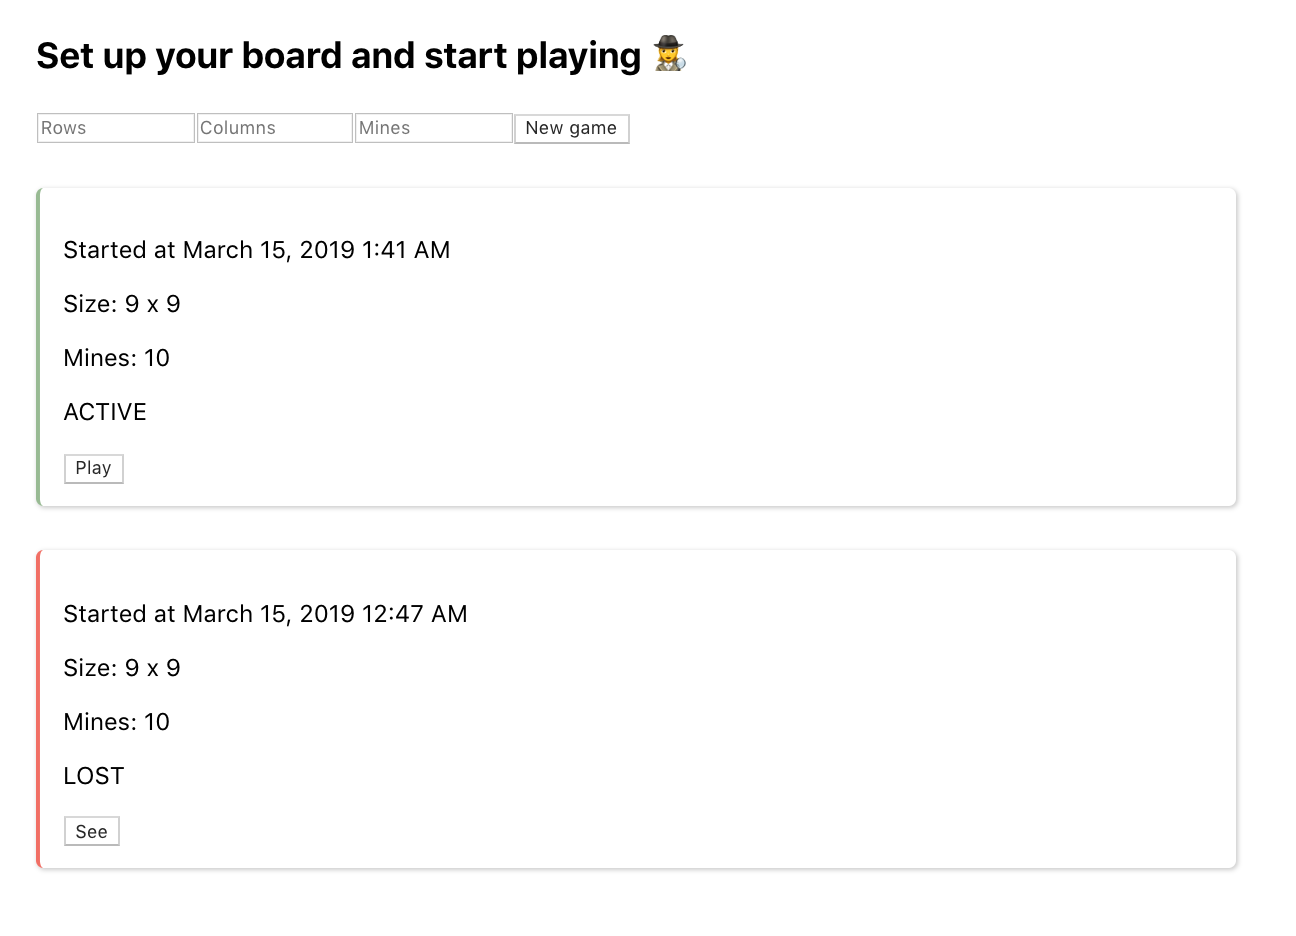 Set up your board and start playing 🕵️‍♀️
Rows Columns Mines New game
Started at March 15, 2019 1:41 AM
Size: 9 x 9
Mines: 10
ACTIVE
Play
Started at March 15, 2019 12:47 AM
Size: 9 x 9
Mines: 10
LOST
See